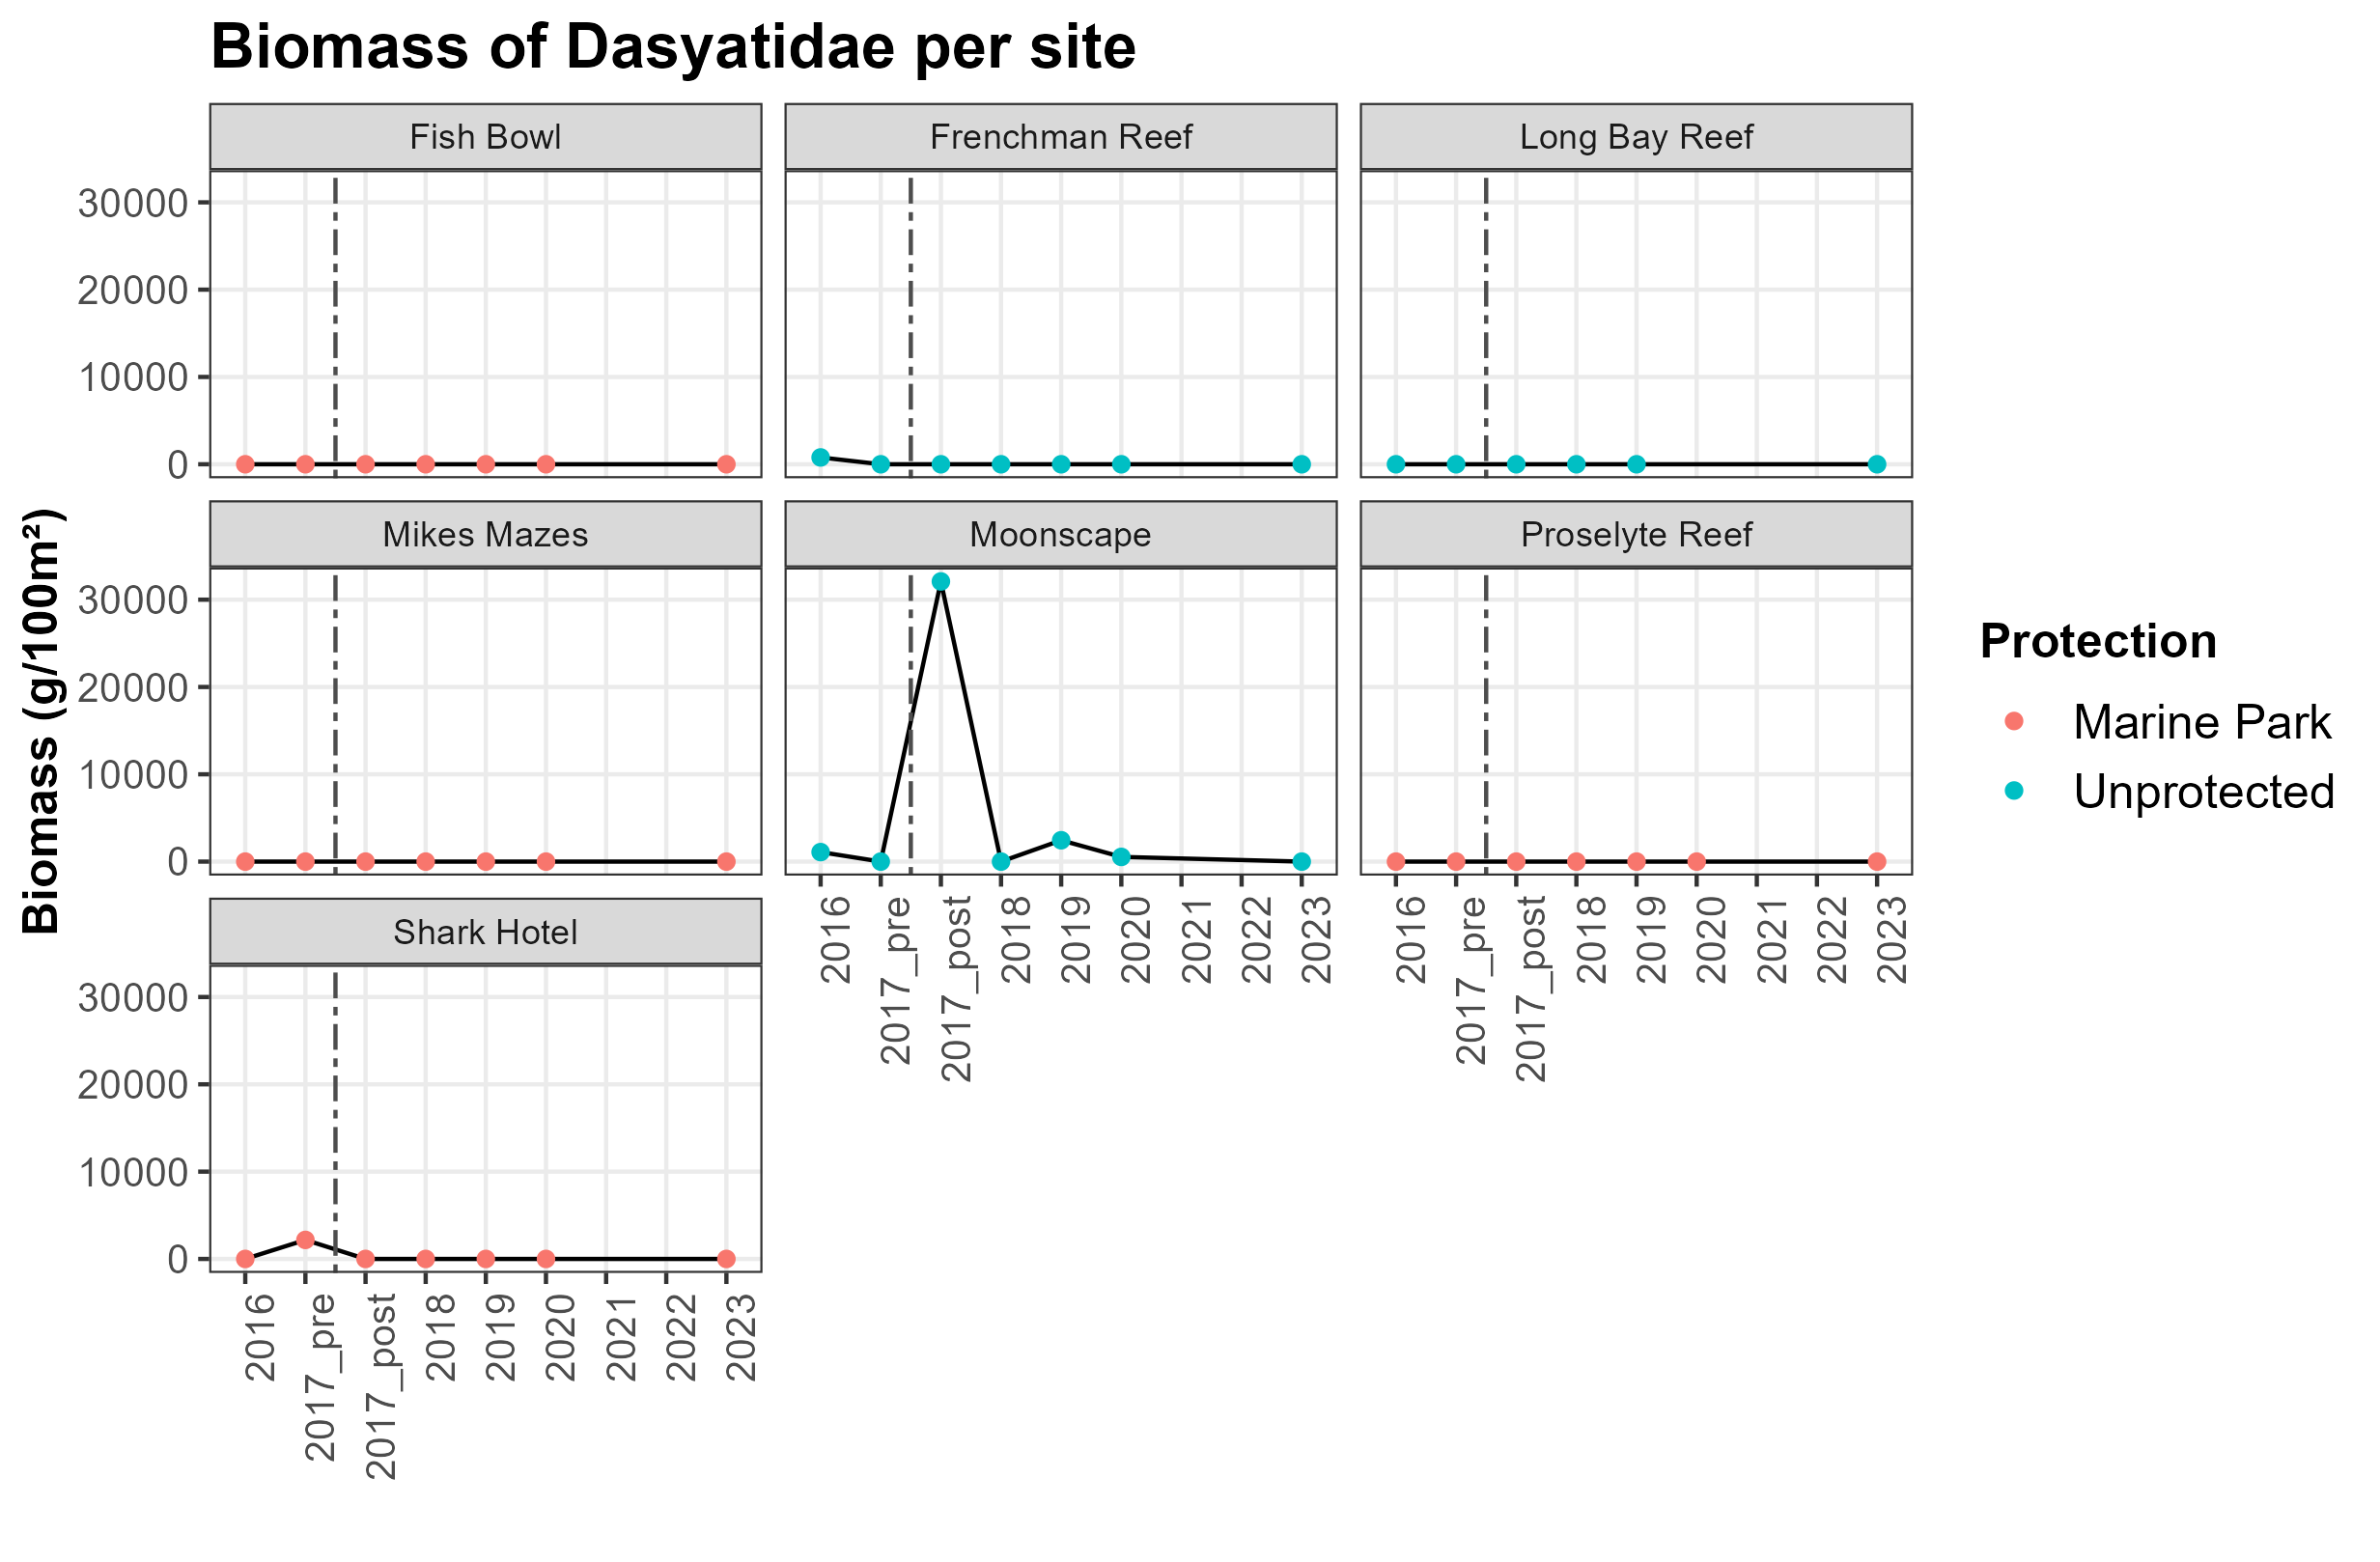 Biomass of Dasyatidae per site
Fish Bowl
Frenchman Reef
Long Bay Reef
30000
20000
10000
0
Mikes Mazes
Moonscape
Proselyte Reef
30000
20000
10000
0
2016
2017_pre
2017_post
2018
2019
2020
2021
2022
2023
2016
2017_pre
2017_post
2018
2019
2020
2021
2022
2023
Shark Hotel
30000
20000
10000
0
2016
2017_pre
2017_post
2018
2019
2020
2021
2022
2023
Biomass (g/100m²)
Protection
Marine Park
Unprotected